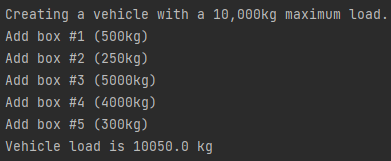 Creating a vehicle with a 10,000kg maximum load.
Add box #1 (500kg)
Add box #2 (250kg)
Add box #3 (5000kg)
Add box #4 (4000kg)
Add box #5 (300kg)
Vehicle load is 10050.0 kg